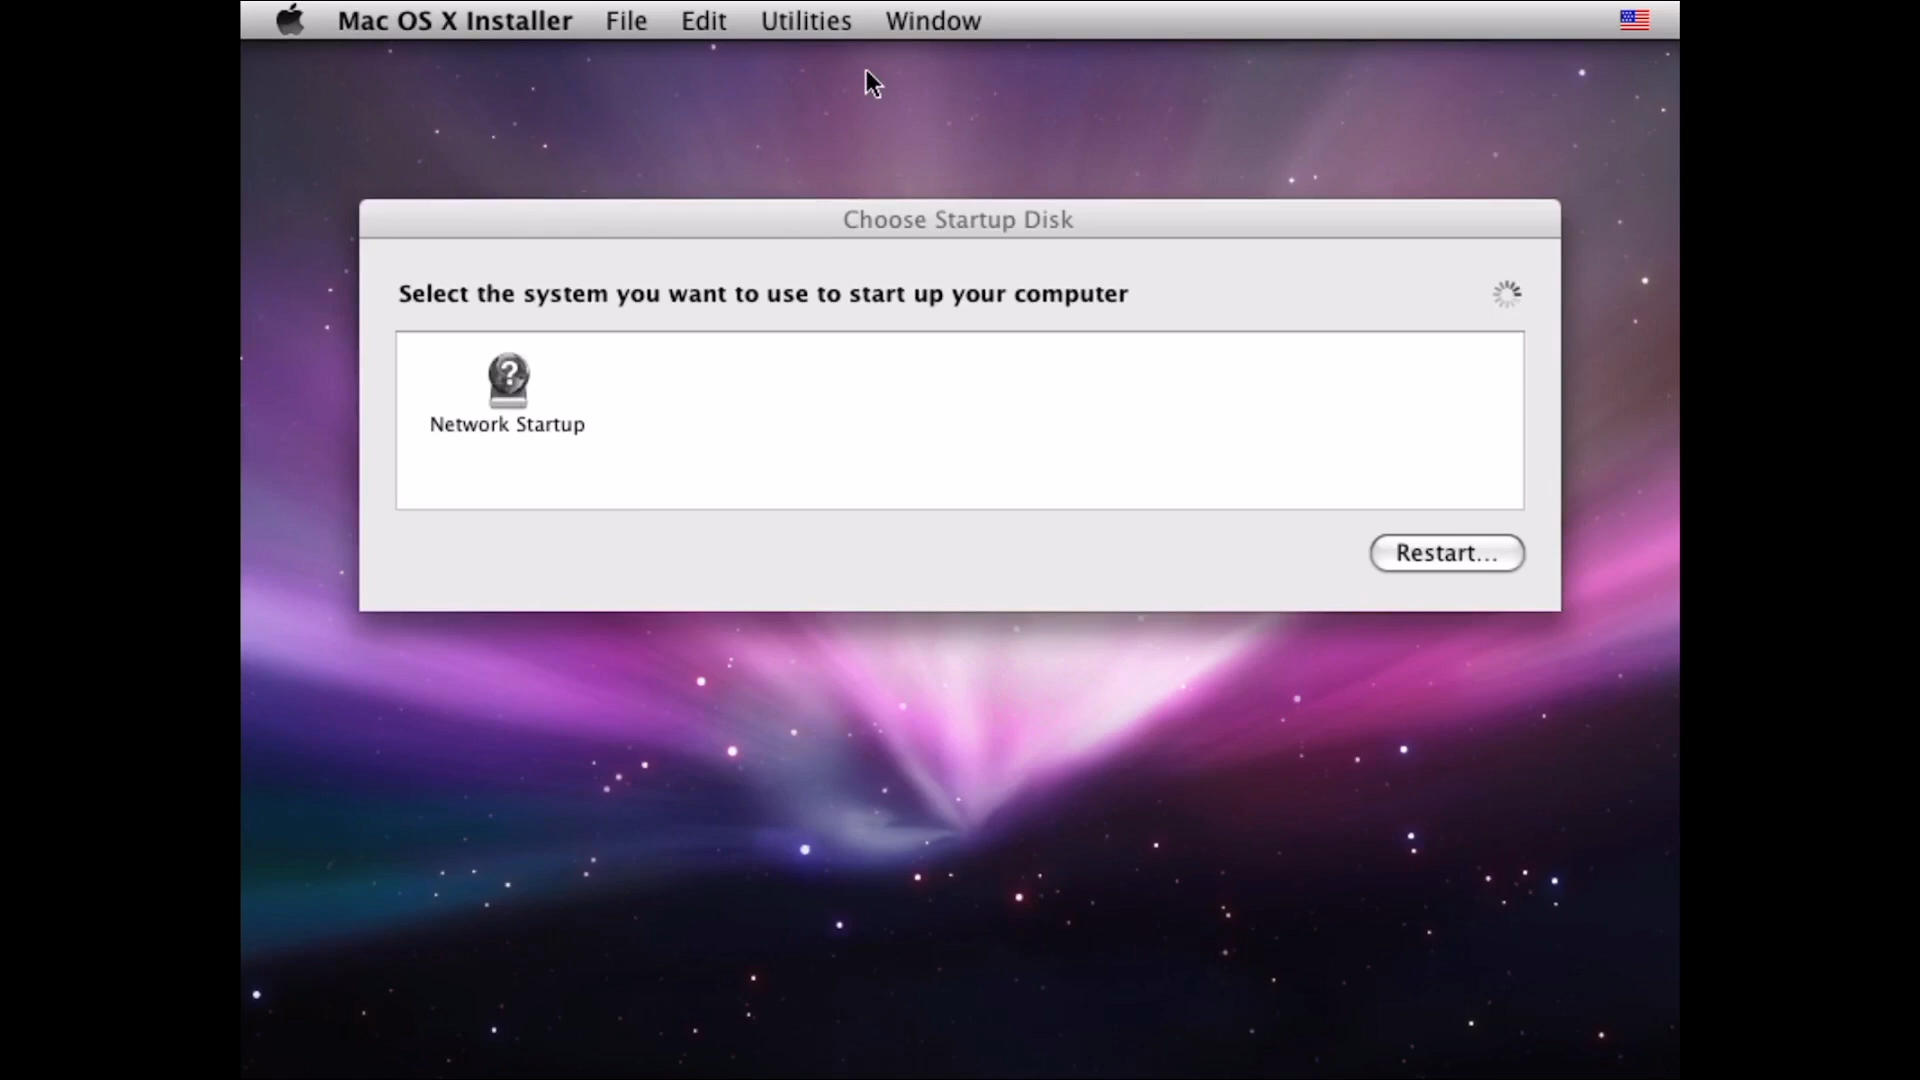 Mac OS X Installer File Edit Utilities Window
Choose Startup Disk
Select the system you want to use to start up your computer
?
Network Startup
Restart...